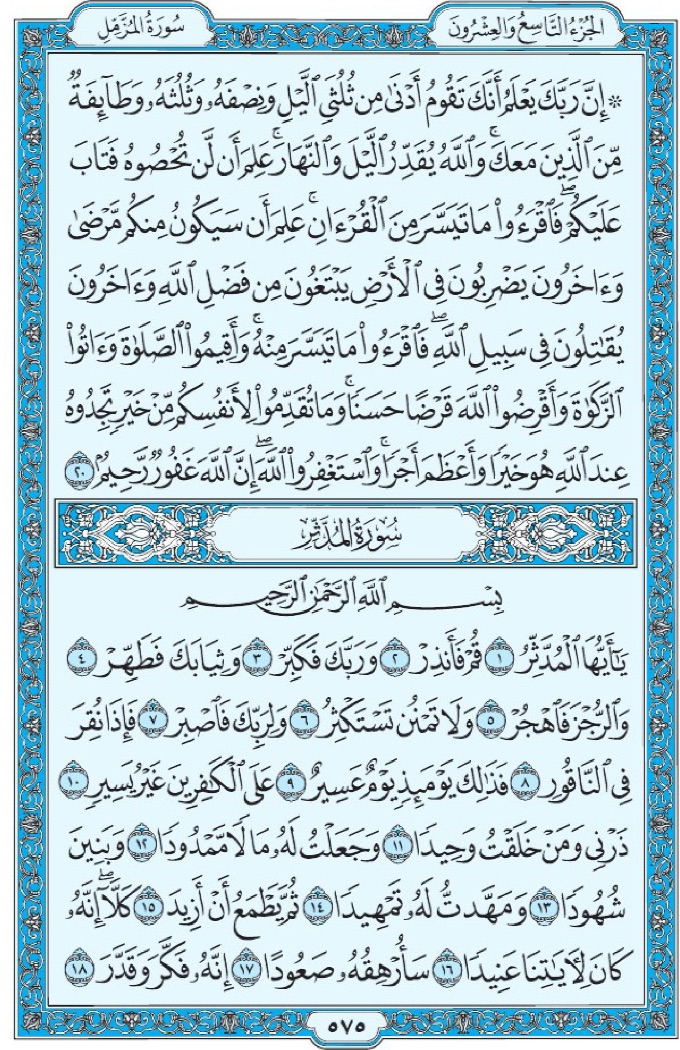 الجُزْءُ التَّاسِعُ وَالعِشْرُونَ
سُورَةُ المُزَّمِّل
۞ إِنَّ رَبَّكَ يَعْلَمُ أَنَّكَ تَقُومُ أَدْنَىٰ مِن ثُلُثَيِ ٱلَّيْلِ وَنِصْفَهُۥ وَثُلُثَهُۥ وَطَآئِفَةٌ
مِّنَ ٱلَّذِينَ مَعَكَۚ وَٱللَّهُ يُقَدِّرُ ٱلَّيْلَ وَٱلنَّهَارَۚ عَلِمَ أَن لَّن تُحْصُوهُ فَتَابَ
عَلَيْكُمْۖ فَٱقْرَءُوا۟ مَا تَيَسَّرَ مِنَ ٱلْقُرْءَانِۚ عَلِمَ أَن سَيَكُونُ مِنكُم مَّرْضَىٰ
وَءَاخَرُونَ يَضْرِبُونَ فِى ٱلْأَرْضِ يَبْتَغُونَ مِن فَضْلِ ٱللَّهِ وَءَاخَرُونَ
يُقَٰتِلُونَ فِى سَبِيلِ ٱللَّهِۖ فَٱقْرَءُوا۟ مَا تَيَسَّرَ مِنْهُۚ وَأَقِيمُوا۟ ٱلصَّلَوٰةَ وَءَاتُوا۟
ٱلزَّكَوٰةَ وَأَقْرِضُوا۟ ٱللَّهَ قَرْضًا حَسَنًاۚ وَمَا تُقَدِّمُوا۟ لِأَنفُسِكُم مِّنْ خَيْرٍ تَجِدُوهُ
عِندَ ٱللَّهِ هُوَ خَيْرًا وَأَعْظَمَ أَجْرًاۚ وَٱسْتَغْفِرُوا۟ ٱللَّهَۖ إِنَّ ٱللَّهَ غَفُورٌ رَّحِيمٌۢ ٢٠
سُورَةُ المُدَّثِّرِ
بِسْمِ ٱللَّهِ ٱلرَّحْمَٰنِ ٱلرَّحِيمِ
يَٰٓأَيُّهَا ٱلْمُدَّثِّرُ ١ قُمْ فَأَنذِرْ ٢ وَرَبَّكَ فَكَبِّرْ ٣ وَثِيَابَكَ فَطَهِّرْ ٤
وَٱلرُّجْزَ فَٱهْجُرْ ٥ وَلَا تَمْنُن تَسْتَكْثِرُ ٦ وَلِرَبِّكَ فَٱصْبِرْ ٧ فَإِذَا نُقِرَ
فِى ٱلنَّاقُورِ ٨ فَذَٰلِكَ يَوْمَئِذٍ يَوْمٌ عَسِيرٌ ٩ عَلَى ٱلْكَٰفِرِينَ غَيْرُ يَسِيرٍ ١٠
ذَرْنِى وَمَنْ خَلَقْتُ وَحِيدًا ١١ وَجَعَلْتُ لَهُۥ مَالًا مَّمْدُودًا ١٢ وَبَنِينَ
شُهُودًا ١٣ وَمَهَّدتُّ لَهُۥ تَمْهِيدًا ١٤ ثُمَّ يَطْمَعُ أَنْ أَزِيدَ ١٥ كَلَّآۖ إِنَّهُۥ
كَانَ لِءَايَٰتِنَا عَنِيدًا ١٦ سَأُرْهِقُهُۥ صَعُودًا ١٧ إِنَّهُۥ فَكَّرَ وَقَدَّرَ ١٨
٥٧٥